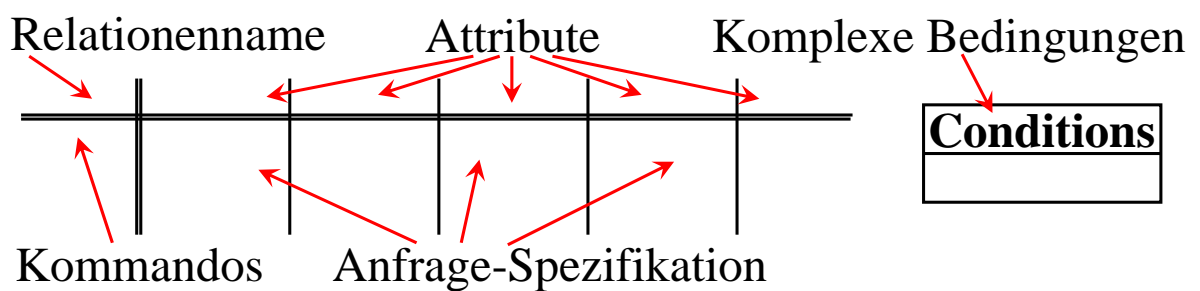 Relationenname Attribute Komplexe Bedingungen
Conditions
Kommandos Anfrage-Spezifikation